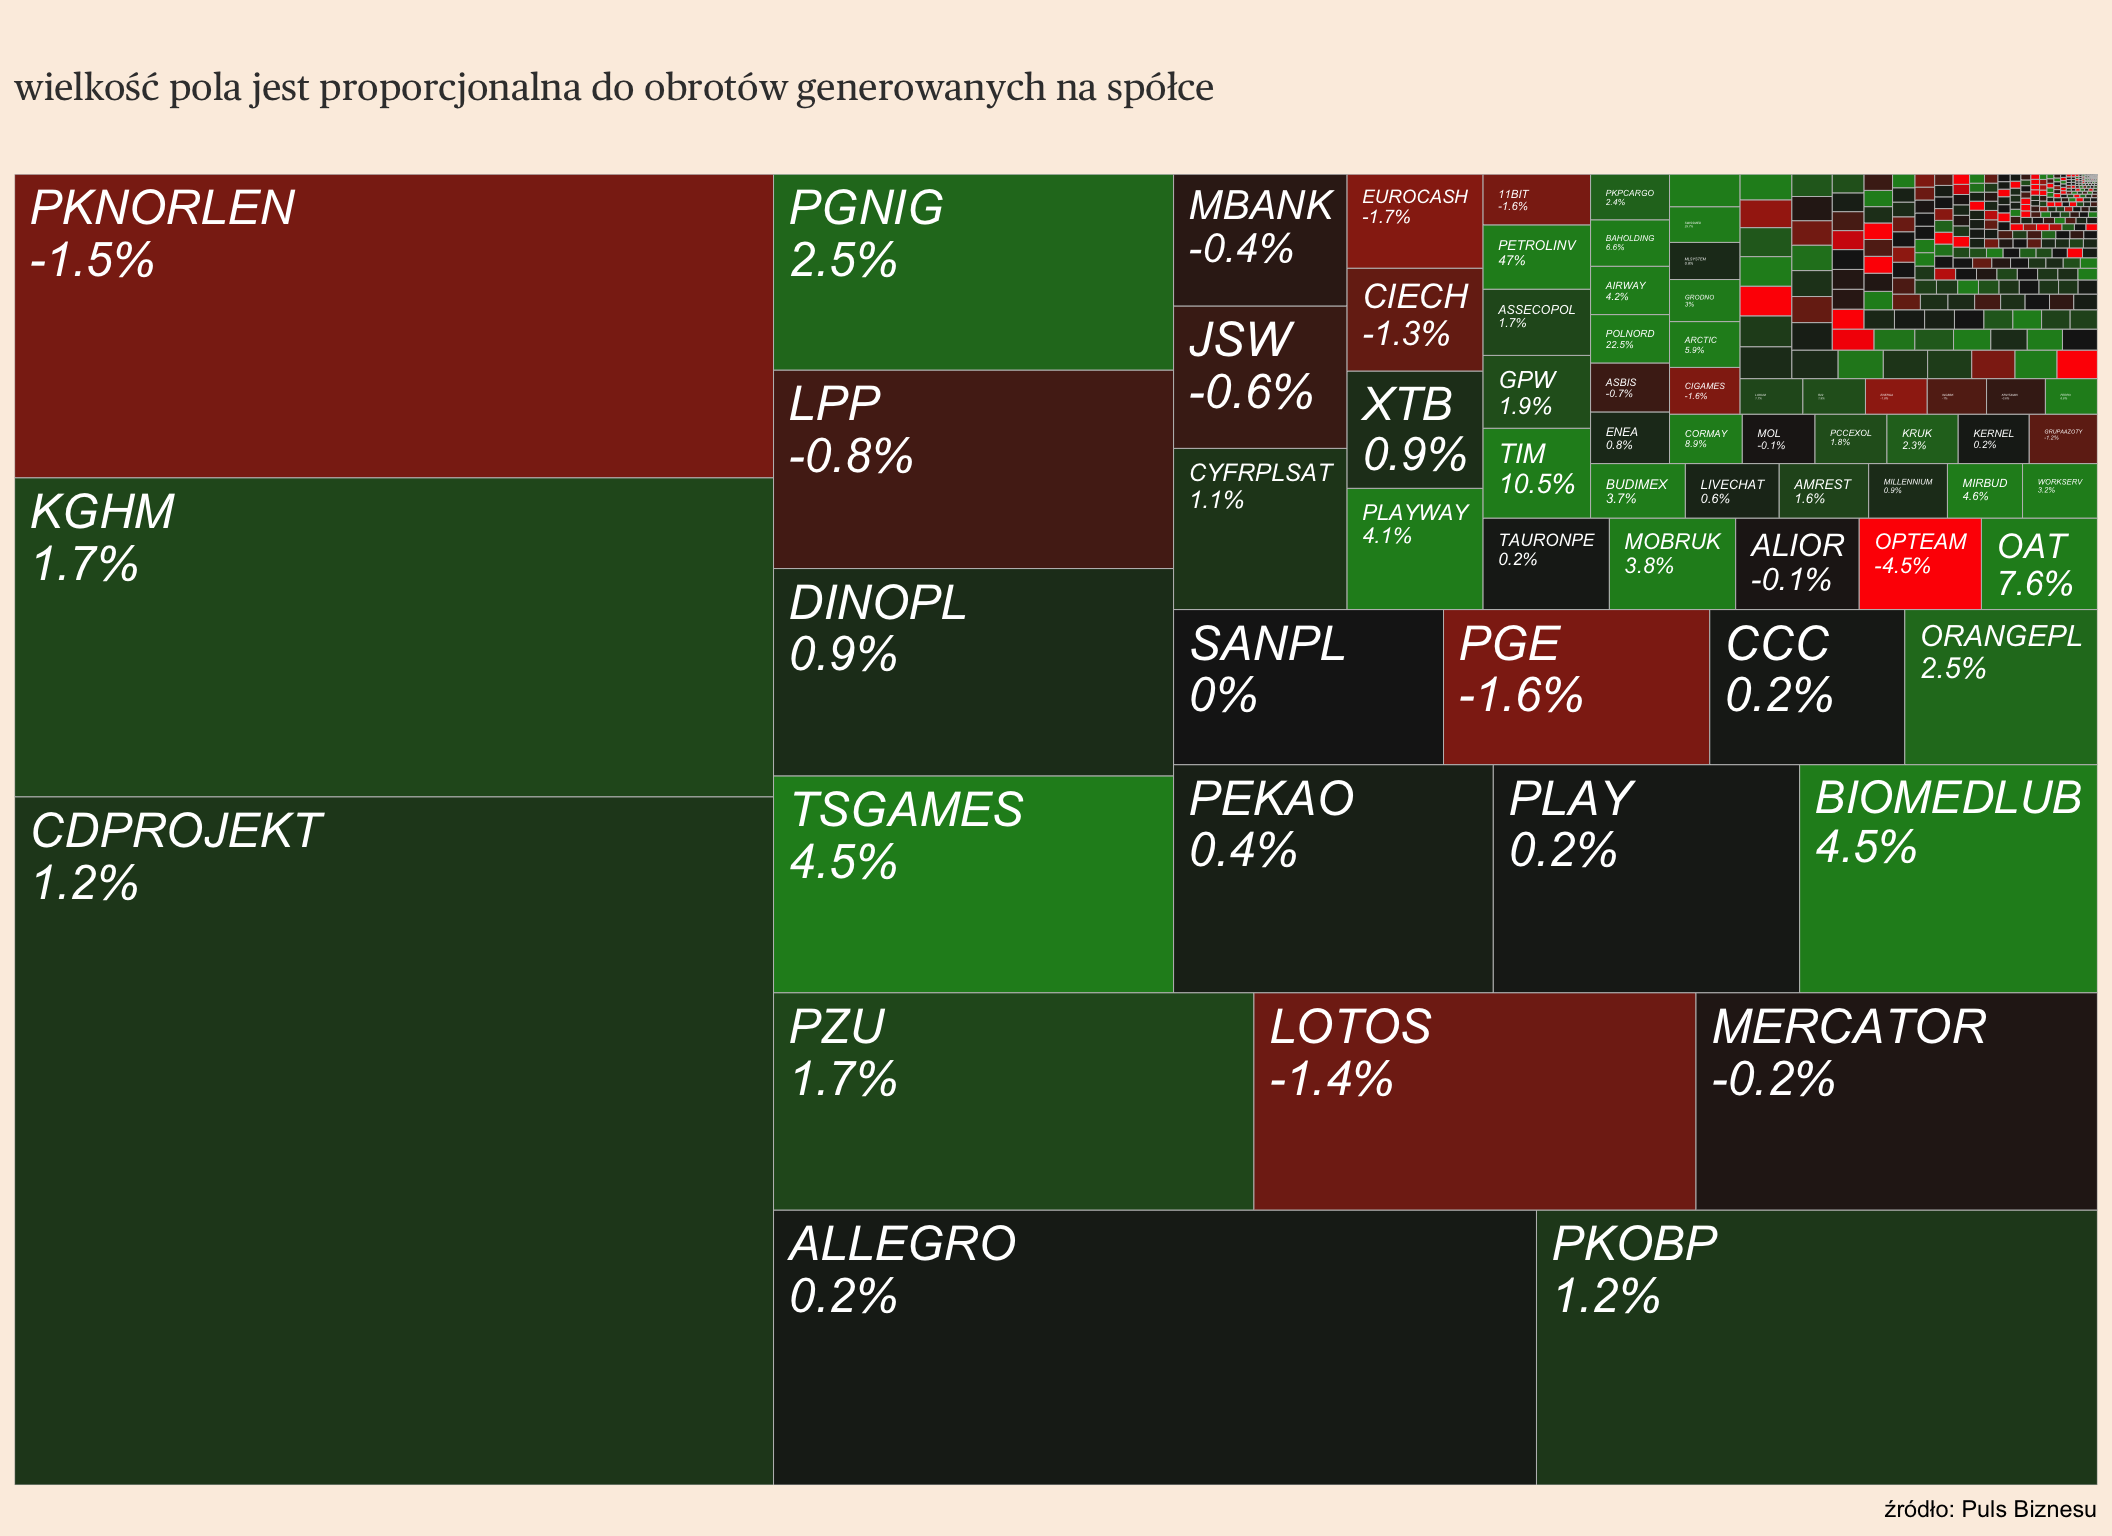 wielkość pola jest proporcjonalna do obrotów generowanych na spółce
PKNORLEN
-1.5%
KGHM
1.7%
CDPROJEKT
1.2%
PGNIG
2.5%
LPP
-0.8%
DINOPL
0.9%
TSGAMES
4.5%
PZU
1.7%
LOTOS
-1.4%
MERCATOR
-0.2%
ALLEGRO
0.2%
PKOBP
1.2%
MBANK
-0.4%
JSW
-0.6%
CYFRPLSAT
1.1%
EUROCASH
-1.7%
CIECH
-1.3%
XTB
0.9%
PLAYWAY
4.1%
SANPL
0%
PGE
-1.6%
CCC
0.2%
ORANGEPL
2.5%
PEKAO
0.4%
PLAY
0.2%
BIOMEDLUB
4.5%
11BIT
-1.6%
PETROLINV
47%
ASSECOPOL
1.7%
GPW
1.9%
TIM
10.5%
TAURONPE
0.2%
MOBRUK
3.8%
ALIOR
-0.1%
OPTEAM
-4.5%
OAT
7.6%
PKPCARGO
2.4%
BAHOLDING
6.6%
AIRWAY
4.2%
POLNORD
22.5%
ASBIS
-0.7%
ENEA
0.8%
BUDIMEX
3.7%
LIVECHAT
0.6%
AMREST
1.6%
MILLENNIUM
0.9%
MIRBUD
4.6%
WORKSERV
3.2%
MLSYSTEM
GRODNO
3%
ARCTIC
5.9%
CIGAMES
-1.6%
CORMAY
8.9%
MOL
-0.1%
PCCEXOL
1.8%
KRUK
2.3%
KERNEL
0.2%
GRUPAAZOTY
-1.2%
źródło: Puls Biznesu